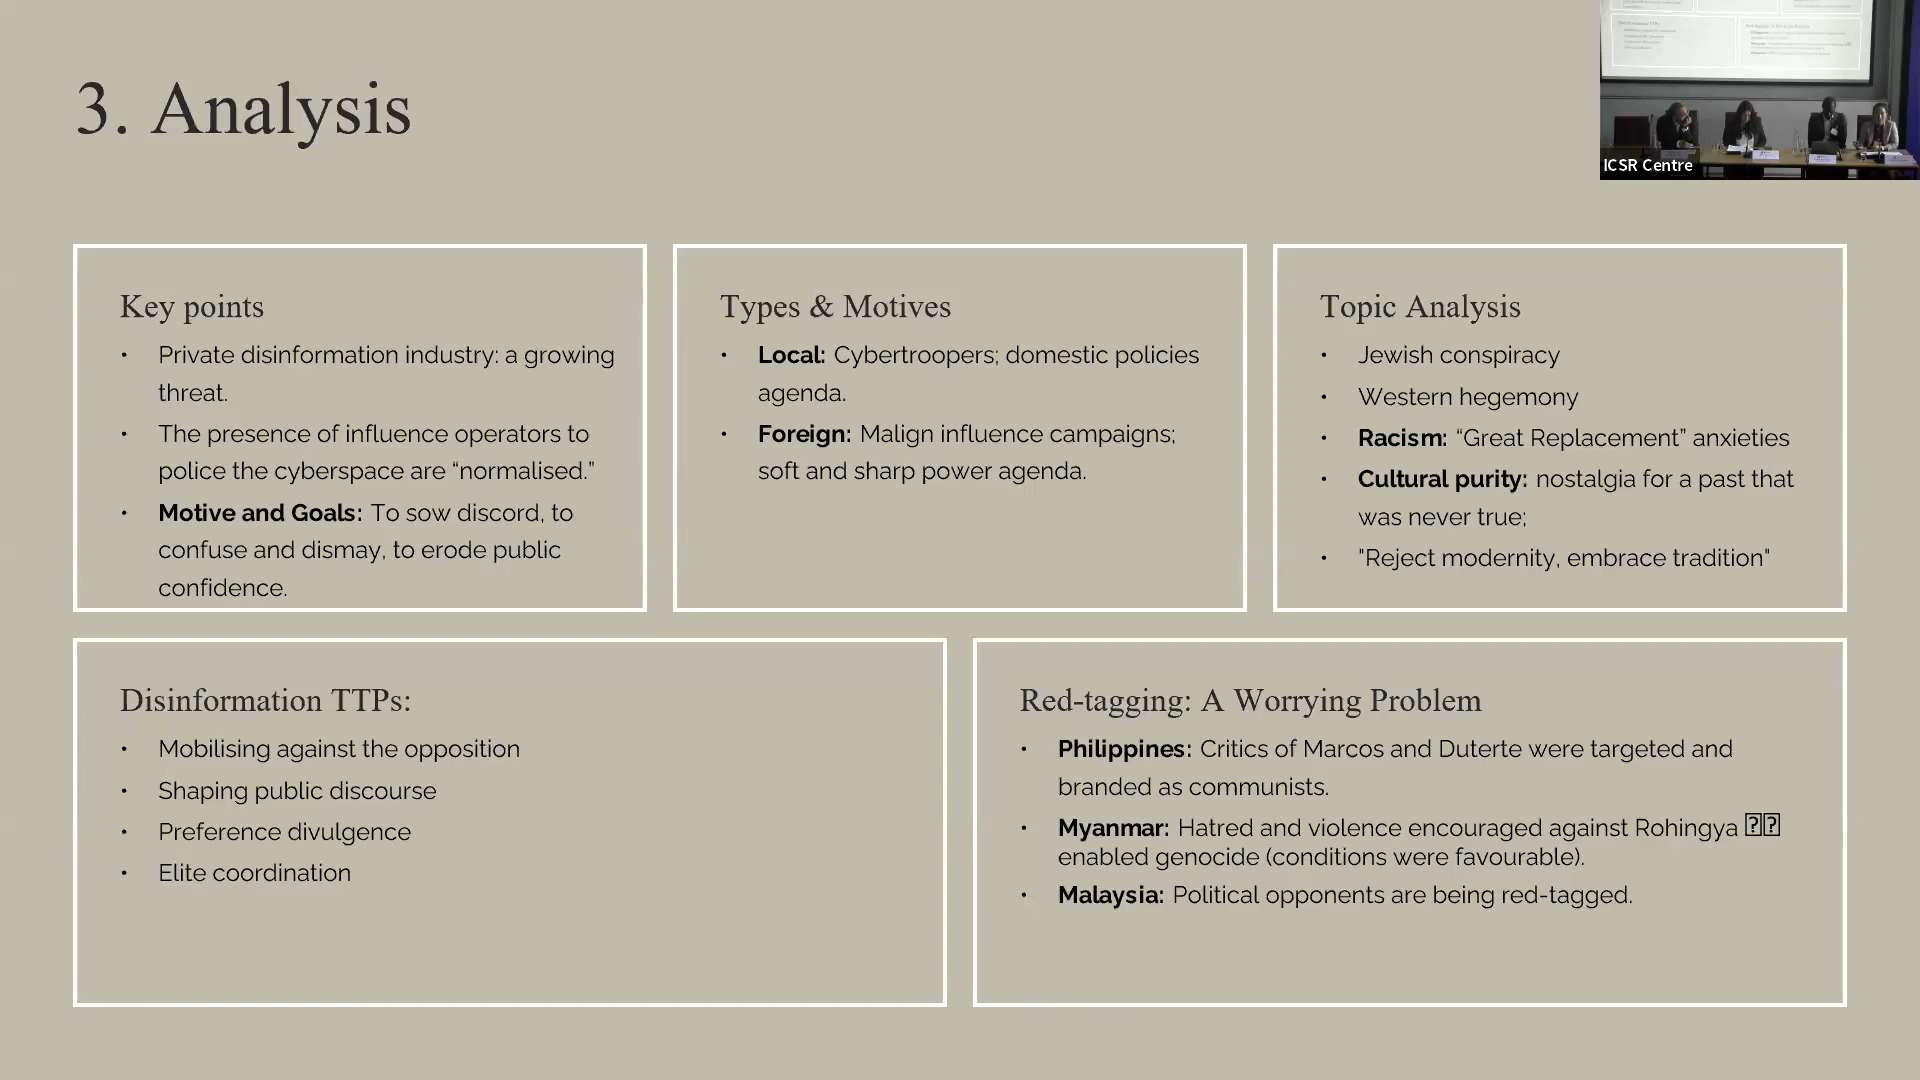 3. Analysis
ICSR Centre
Key points
• Private disinformation industry: a growing
threat.
• The presence of influence operators to
police the cyberspace are “normalised.”
• Motive and Goals: To sow discord, to
confuse and dismay, to erode public
confidence.
Types & Motives
• Local: Cybertroopers; domestic policies
agenda.
• Foreign: Malign influence campaigns;
soft and sharp power agenda.
Topic Analysis
• Jewish conspiracy
• Western hegemony
• Racism: “Great Replacement” anxieties
• Cultural purity: nostalgia for a past that
was never true;
• "Reject modernity, embrace tradition"
Disinformation TTPs:
• Mobilising against the opposition
• Shaping public discourse
• Preference divulgence
• Elite coordination
Red-tagging: A Worrying Problem
• Philippines: Critics of Marcos and Duterte were targeted and
branded as communists.
• Myanmar: Hatred and violence encouraged against Rohingya
enabled genocide (conditions were favourable).
• Malaysia: Political opponents are being red-tagged.